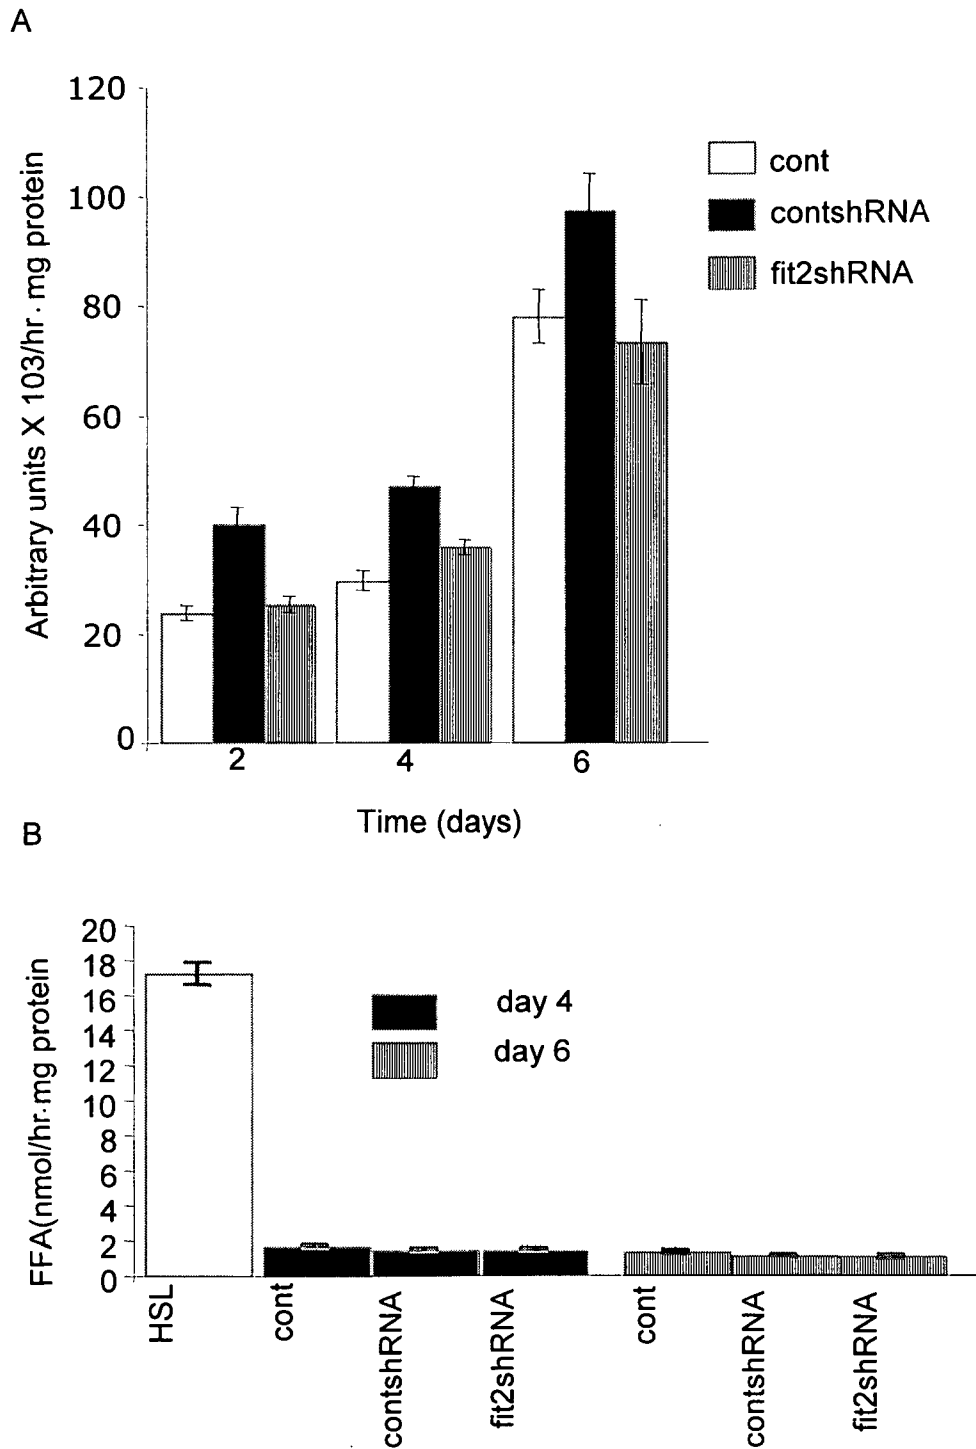 A
120
100
80
60
40
20
0
Arbitrary units X 103/hr. mg protein
cont
contshRNA
fit2shRNA
2 4 6
Time (days)
B
20
18
16
14
12
10
8
6
4
2
0
FFA(nmol/hr.mg protein
day 4
day 6
HSL
cont
contshRNA
fit2shRNA
cont
contshRNA
fit2shRNA